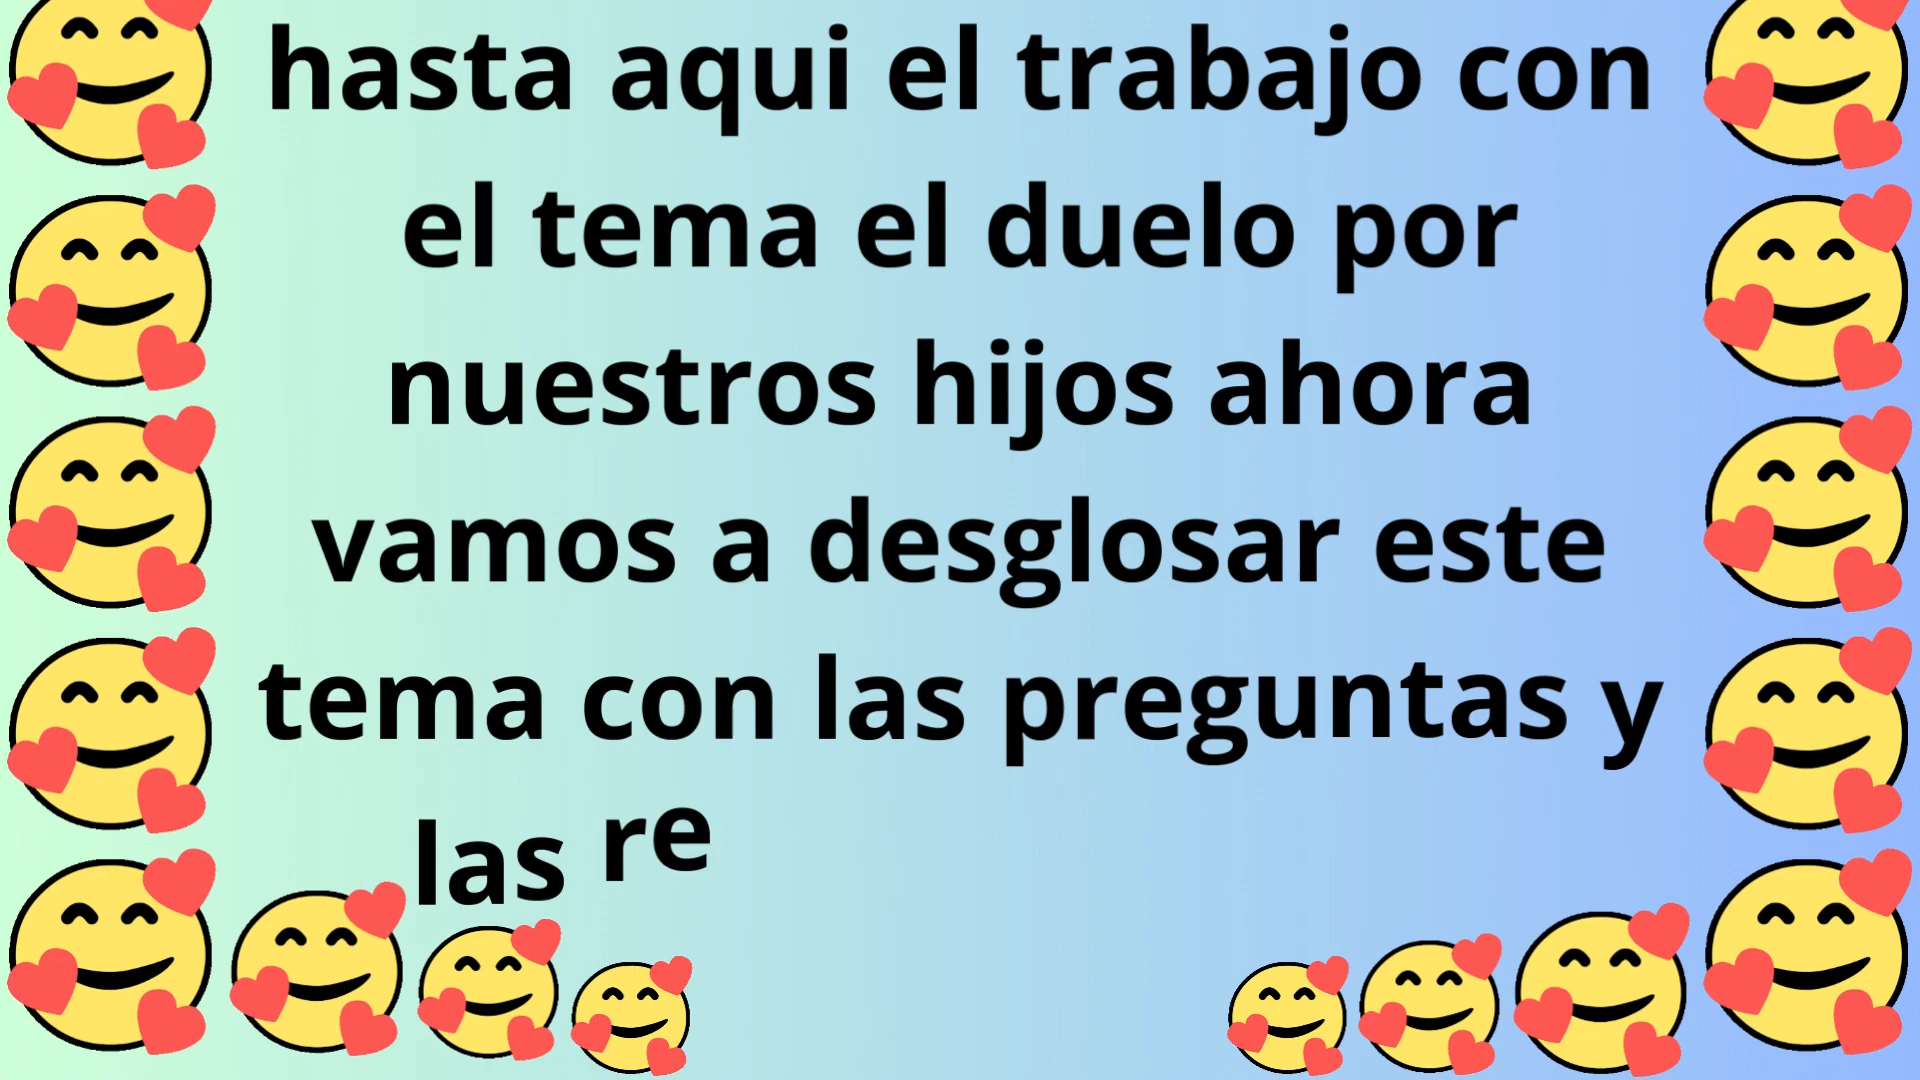 hasta aqui el trabajo con
el tema el duelo por
nuestros hijos ahora
vamos a desglosar este
tema con las preguntas y
las re